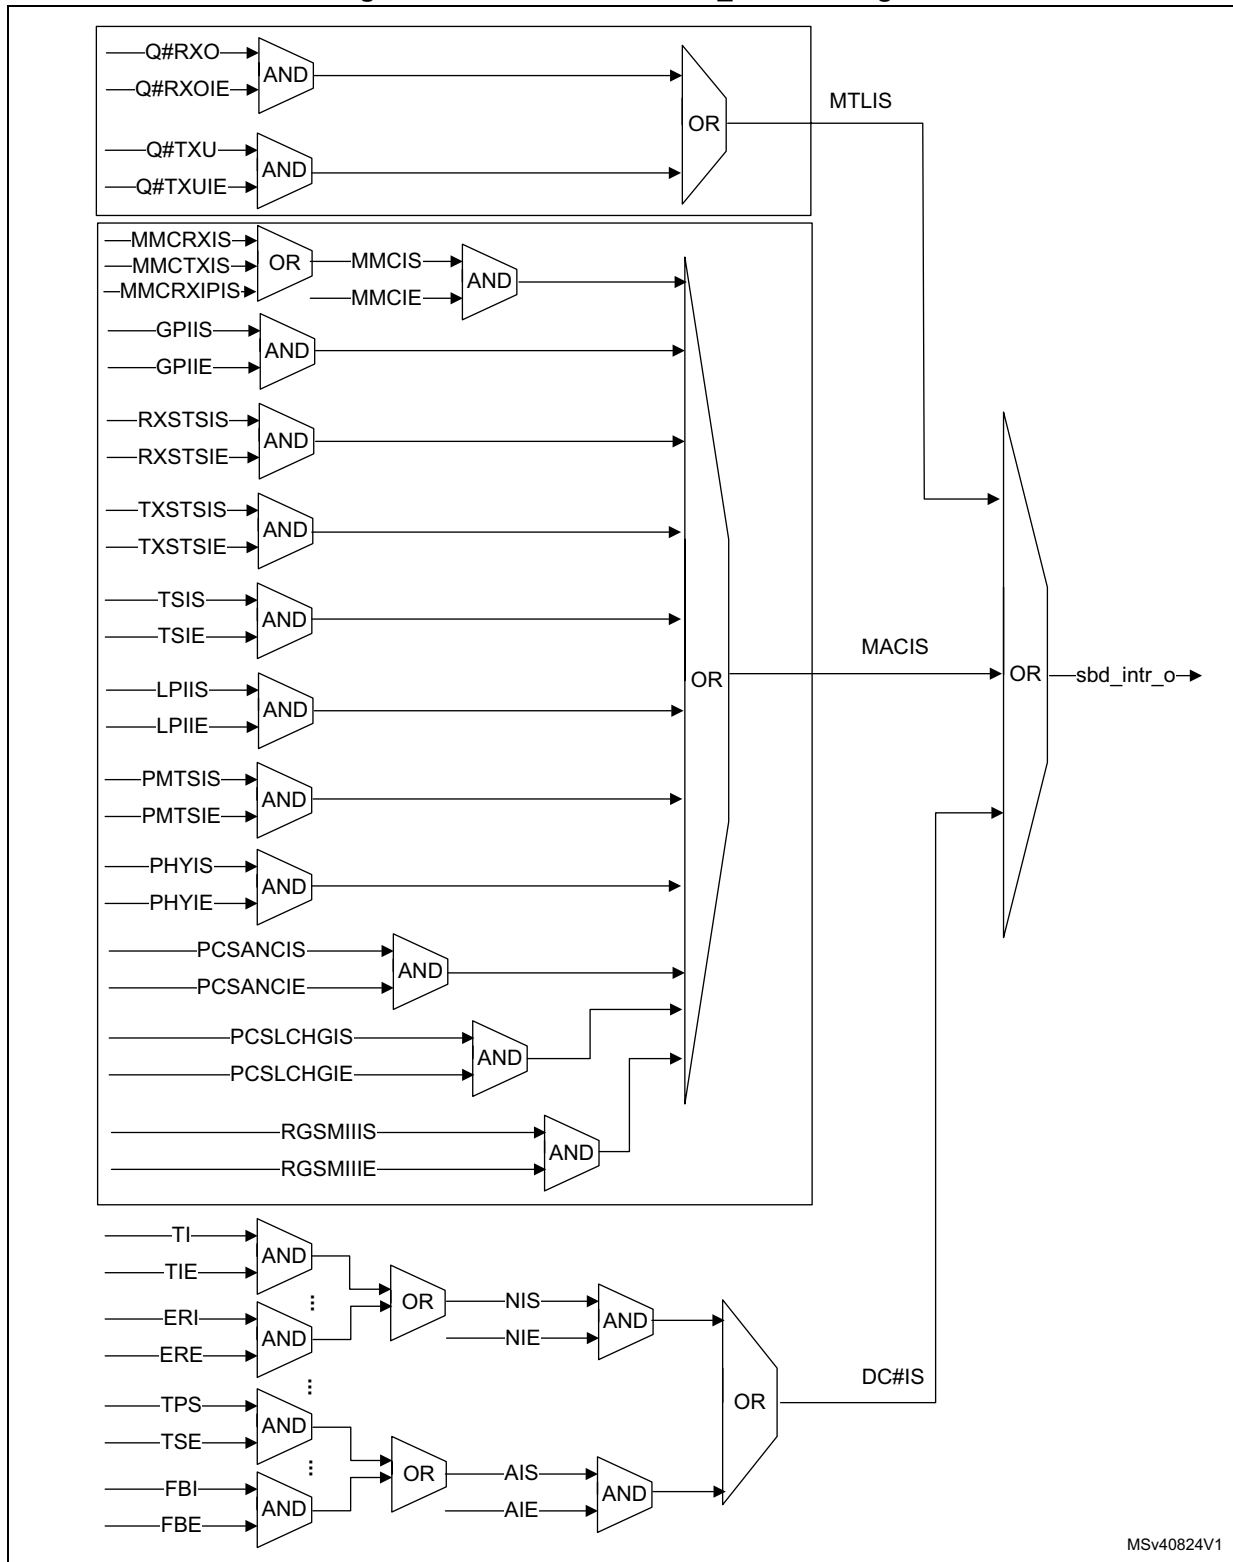 Q#RXO
Q#RXOIE
AND
Q#TXU
Q#TXUIE
AND
OR
MTLIS
MMCRXIS
MMCTXIS
MMCRXIPIS
OR
MMCIS
MMCIE
AND
GPIIS
GPIIE
AND
RXSTSIS
RXSTSIE
AND
TXSTSIS
TXSTSIE
AND
TSIS
TSIE
AND
LPIIS
LPIIE
AND
PMTSIS
PMTSIE
AND
PHYIS
PHYIE
AND
PCSANCIS
PCSANCIE
AND
PCSLCHGIS
PCSLCHGIE
AND
RGSMIIIS
RGSMIIIE
AND
OR
MACIS
OR
sbd_intr_o
TI
TIE
AND
...
ERI
ERE
AND
OR
NIS
NIE
AND
...
TPS
TSE
AND
...
FBI
FBE
AND
OR
AIS
AIE
AND
OR
DC#IS
MSv40824V1